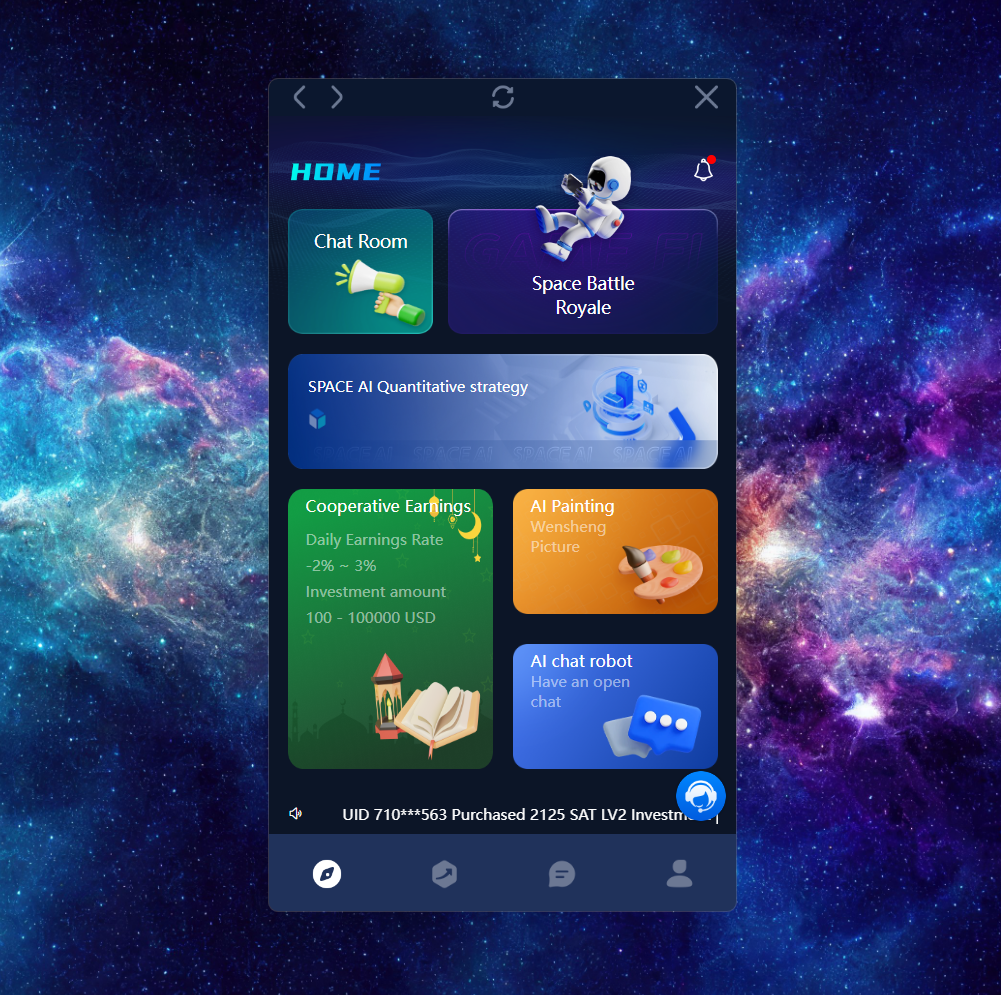 HOME
Chat Room
GAME FI
Space Battle
Royale
SPACE AI Quantitative strategy
SPACE AI SPACE AI SPACE AI SPACE AI
Cooperative Earnings
Daily Earnings Rate
-2% ~ 3%
Investment amount
100 - 100000 USD
AI Painting
Wensheng
Picture
AI chat robot
Have an open
chat
UID 710***563 Purchased 2125 SAT LV2